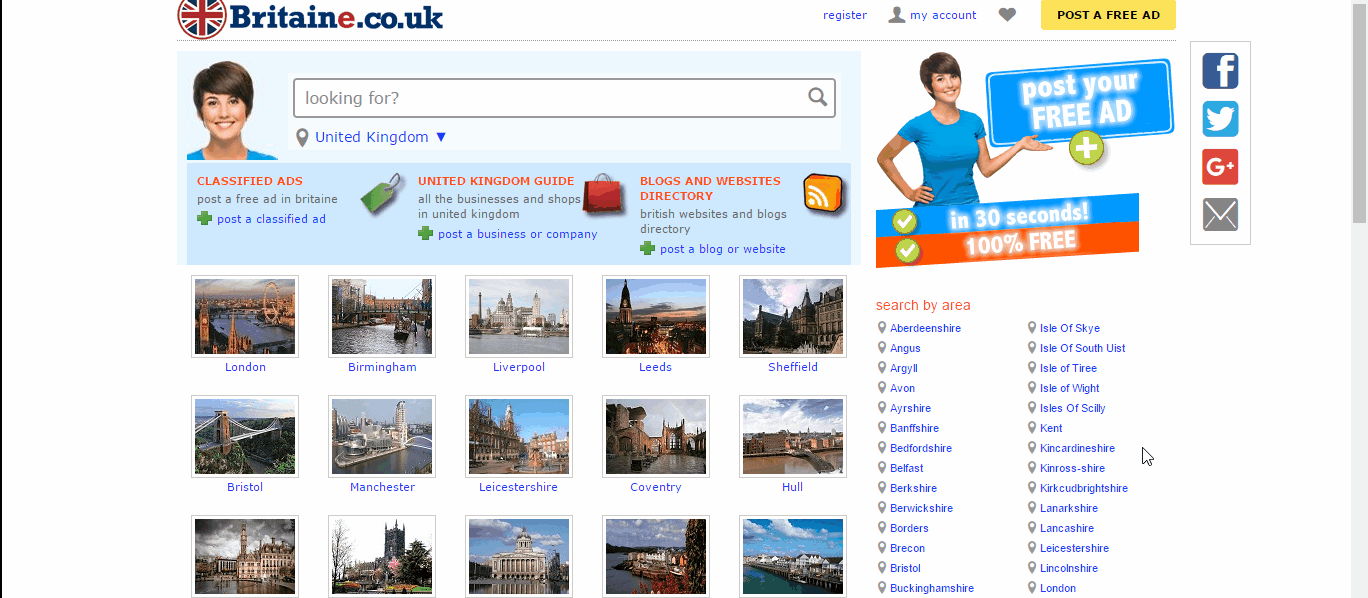 Britaine.co.uk
register
my account
POST A FREE AD
looking for?
United Kingdom ▼
CLASSIFIED ADS
post a free ad in britaine
post a classified ad
UNITED KINGDOM GUIDE
all the businesses and shops
in united kingdom
post a business or company
BLOGS AND WEBSITES
DIRECTORY
british websites and blogs
directory
post a blog or website
post your
FREE AD
in 30 seconds!
100% FREE
f
G+
London
Birmingham
Liverpool
Leeds
Sheffield
Bristol
Manchester
Leicestershire
Coventry
Hull
search by area
Aberdeenshire
Angus
Argyll
Avon
Ayrshire
Banffshire
Bedfordshire
Belfast
Berkshire
Berwickshire
Borders
Brecon
Bristol
Buckinghamshire
Isle Of Skye
Isle Of South Uist
Isle of Tiree
Isle of Wight
Isles Of Scilly
Kent
Kincardineshire
Kinross-shire
Kirkcudbrightshire
Lanarkshire
Lancashire
Leicestershire
Lincolnshire
London